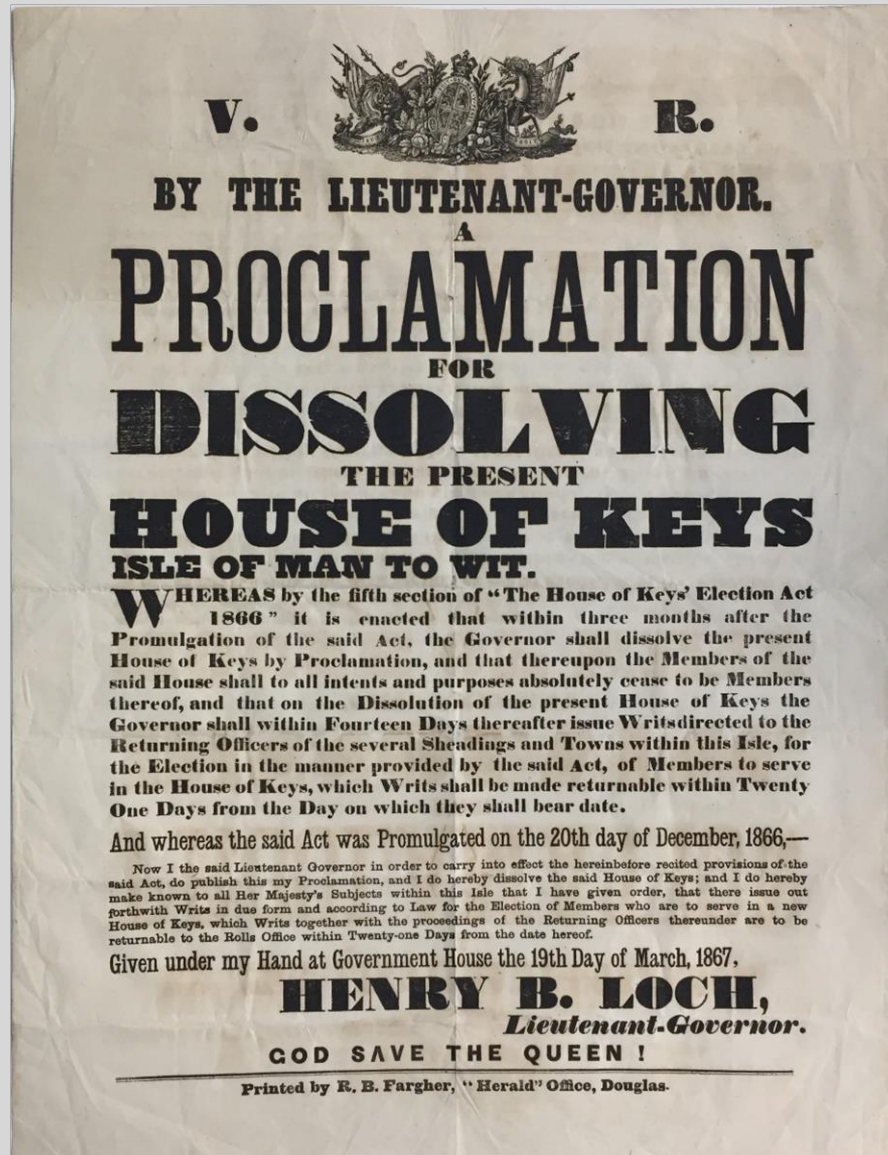 V. R.
BY THE LIEUTENANT-GOVERNOR.
A
PROCLAMATION
FOR
DISSOLVING
THE PRESENT
HOUSE OF KEYS
ISLE OF MAN TO WIT.
WHEREAS by the fifth section of “The House of Keys’ Election Act
1866” it is enacted that within three months after the
Promulgation of the said Act, the Governor shall dissolve the present
House of Keys by Proclamation, and that thereupon the Members of the
said House shall to all intents and purposes absolutely cease to be Members
thereof, and that on the Dissolution of the present House of Keys the
Governor shall within Fourteen Days thereafter issue Writs directed to the
Returning Officers of the several Sheadings and Towns within this Isle, for
the Election in the manner provided by the said Act, of Members to serve
in the House of Keys, which Writs shall be made returnable within Twenty
One Days from the Day on which they shall bear date.
And whereas the said Act was Promulgated on the 20th day of December, 1866,—
Now I the said Lieutenant Governor in order to carry into effect the hereinbefore recited provisions of the
said Act, do publish this my Proclamation, and I do hereby dissolve the said House of Keys; and I do hereby
make known to all Her Majesty's Subjects within this Isle that I have given order, that there issue out
forthwith Writs in due form and according to Law for the Election of Members who are to serve in a new
House of Keys, which Writs together with the proceedings of the Returning Officers thereunder are to be
returnable to the Rolls Office within Twenty-one Days from the date hereof.
Given under my Hand at Government House the 19th Day of March, 1867,
HENRY B. LOCH,
Lieutenant-Governor.
GOD SAVE THE QUEEN !
Printed by R. B. Fargher, “Herald” Office, Douglas.